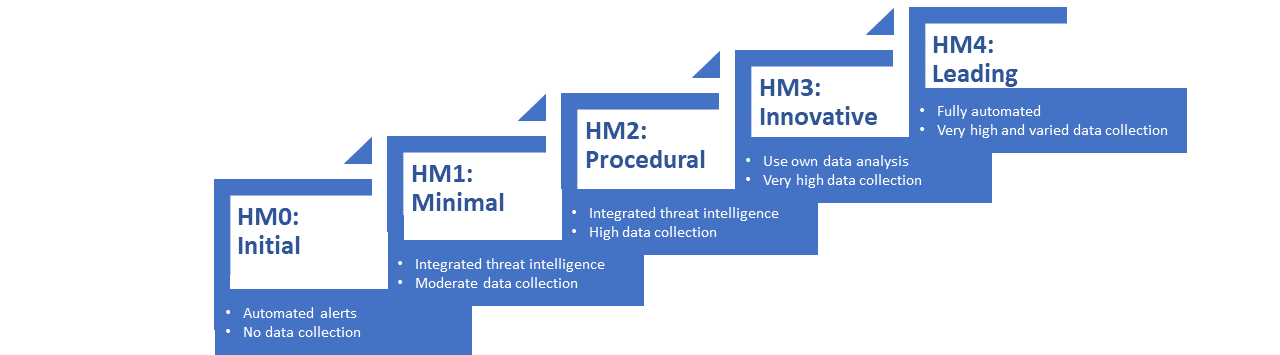 HM0:
Initial
• Automated alerts
• No data collection
HM1:
Minimal
• Integrated threat intelligence
• Moderate data collection
HM2:
Procedural
• Integrated threat intelligence
• High data collection
HM3:
Innovative
• Use own data analysis
• Very high data collection
HM4:
Leading
• Fully automated
• Very high and varied data collection